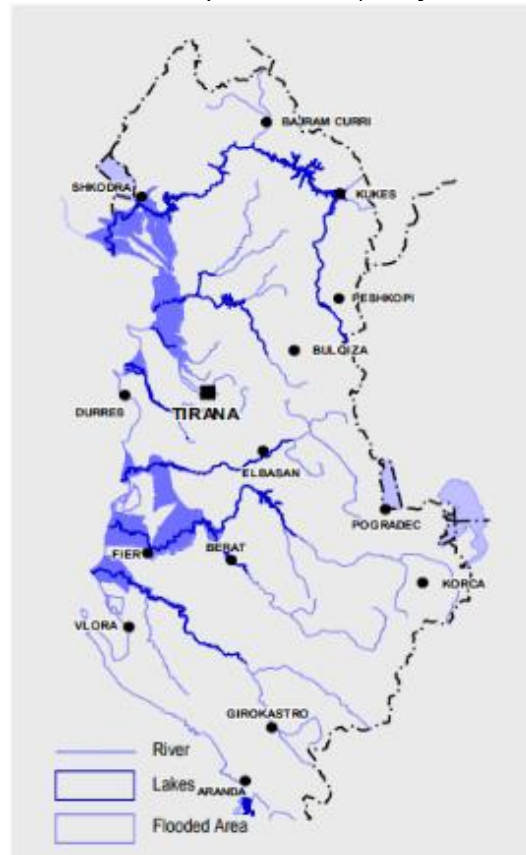 BAJRAM CURRI
SHKODRA
KUKES
PESHKOPI
BULQIZA
DURRES
TIRANA
ELBASAN
POGRADEC
FIER
BERAT
KORCA
VLORA
GIROKASTRO
River
Lakes
ARANDA
Flooded Area